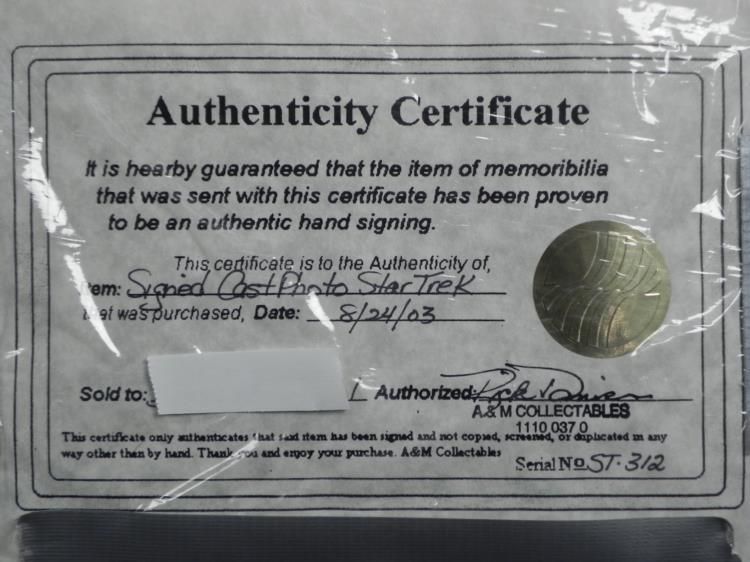 Authenticity Certificate
It is hearby guaranteed that the item of memoribilia
that was sent with this certificate has been proven
to be an authentic hand signing.
This certificate is to the Authenticity of,
Item: Signed Cast Photo Star Trek
that was purchased, Date: 8/24/03
Sold to: Authorized:
A & M COLLECTABLES
1110 037 0
This certificate only authenticates that said item has been signed and not copied, screened, or duplicated in any
way other then by hand. Thank you and enjoy your purchase. A&M Collectables
Serial No ST-312